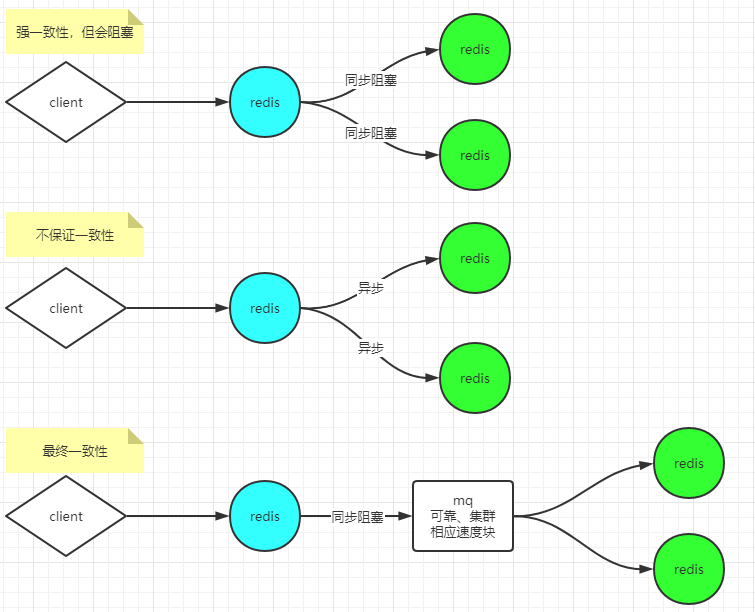 强一致性，但会阻塞
client
redis
同步阻塞
redis
同步阻塞
redis
不保证一致性
client
redis
异步
redis
异步
redis
最终一致性
client
redis
同步阻塞
mq
可靠、集群
相应速度块
redis
redis